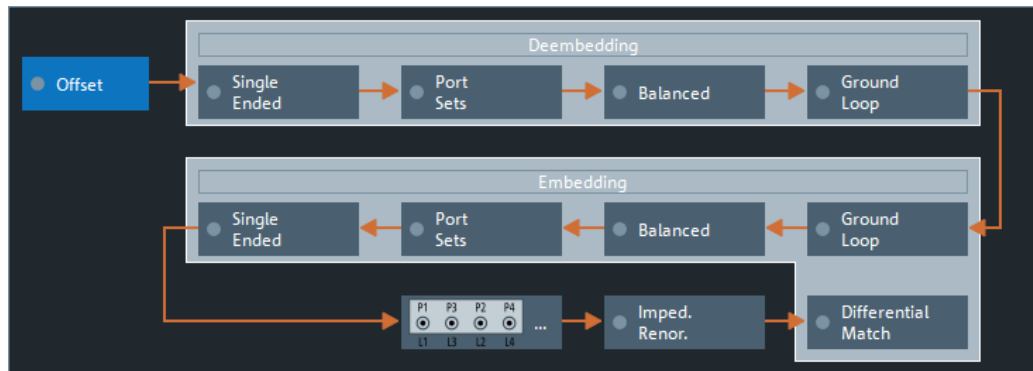 Deembedding
Offset
Single
Ended
Port
Sets
Balanced
Ground
Loop
Embedding
Single
Ended
Port
Sets
Balanced
Ground
Loop
P1 P3 P2 P4
L1 L3 L2 L4
...
Imped.
Renor.
Differential
Match